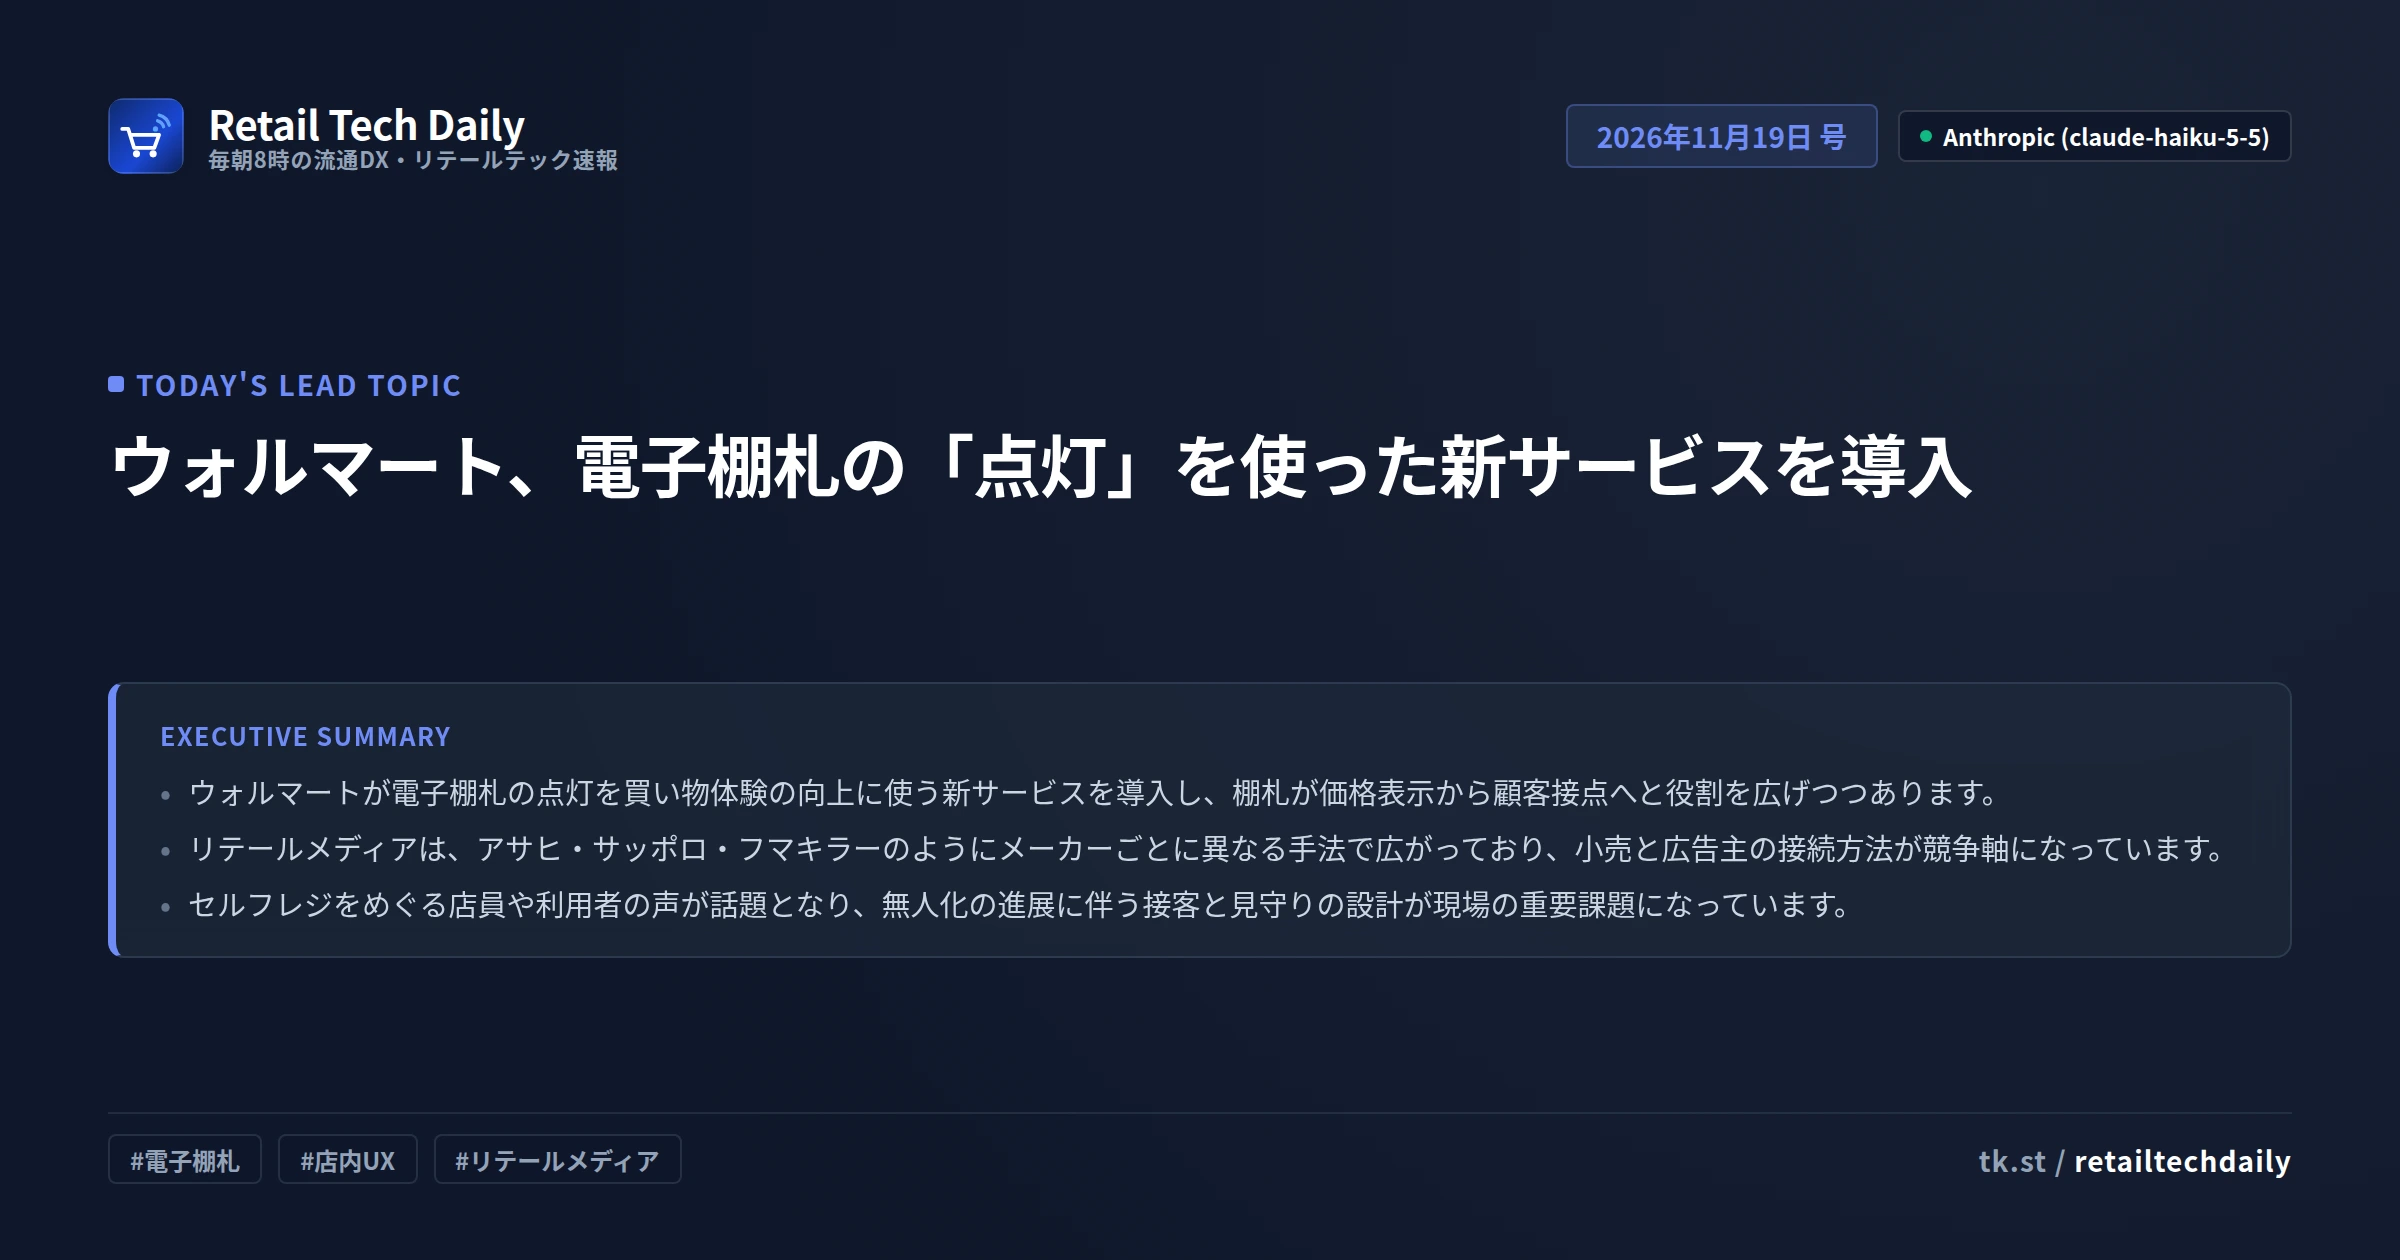 Retail Tech Daily
毎朝8時の流通DX・リテールテック速報
2026年11月19日 号
Anthropic (claude-haiku-5-5)
TODAY'S LEAD TOPIC
ウォルマート、電子棚札の「点灯」を使った新サービスを導入
EXECUTIVE SUMMARY
• ウォルマートが電子棚札の点灯を買い物体験の向上に使う新サービスを導入し、棚札が価格表示から顧客接点へと役割を広げつつあります。
• リテールメディアは、アサヒ・サッポロ・フマキラーのようにメーカーごとに異なる手法で広がっており、小売と広告主の接続方法が競争軸になっています。
• セルフレジをめぐる店員や利用者の声が話題となり、無人化の進展に伴う接客と見守りの設計が現場の重要課題になっています。
#電子棚札
#店内UX
#リテールメディア
tk.st / retailtechdaily